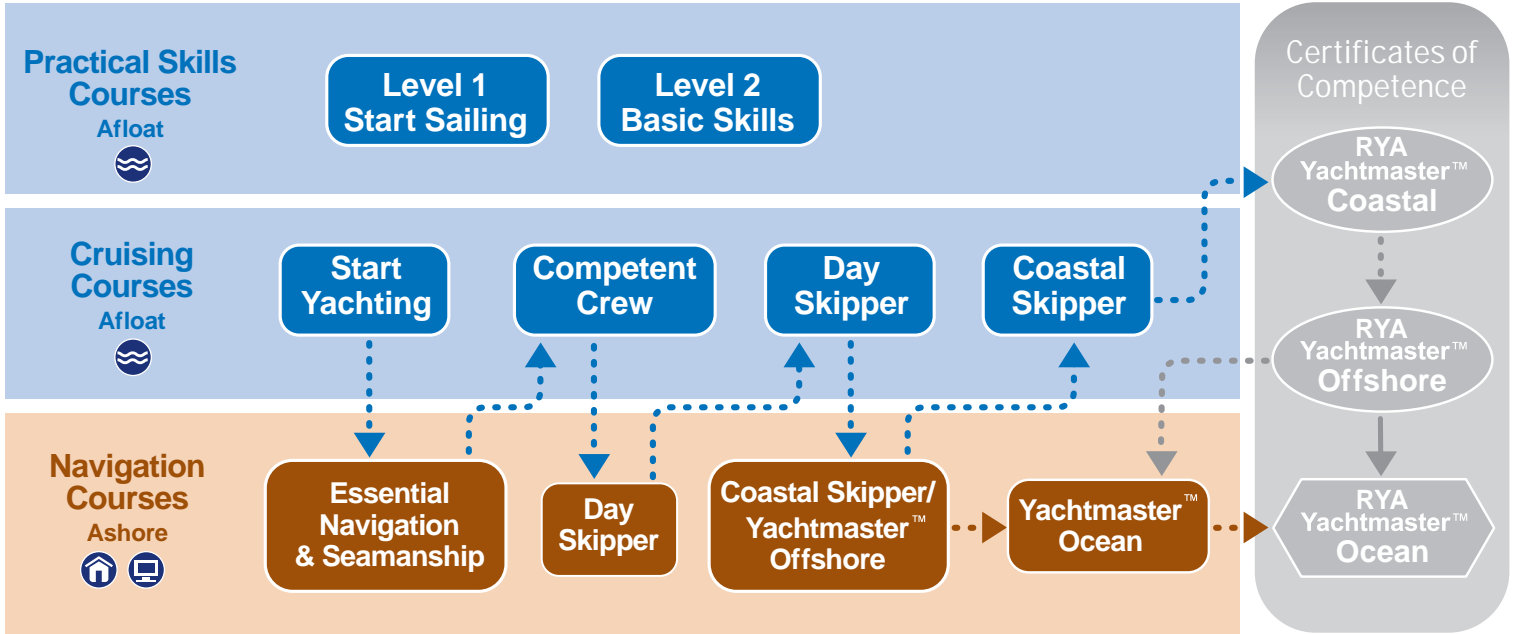 Practical Skills
Courses
Afloat
Level 1
Start Sailing
Level 2
Basic Skills
Cruising
Courses
Afloat
Start
Yachting
Competent
Crew
Day
Skipper
Coastal
Skipper
Navigation
Courses
Ashore
Essential
Navigation
& Seamanship
Day
Skipper
Coastal Skipper/
Yachtmaster™
Offshore
Yachtmaster™
Ocean
Certificates of
Competence
RYA
Yachtmaster™
Coastal
RYA
Yachtmaster™
Offshore
RYA
Yachtmaster™
Ocean